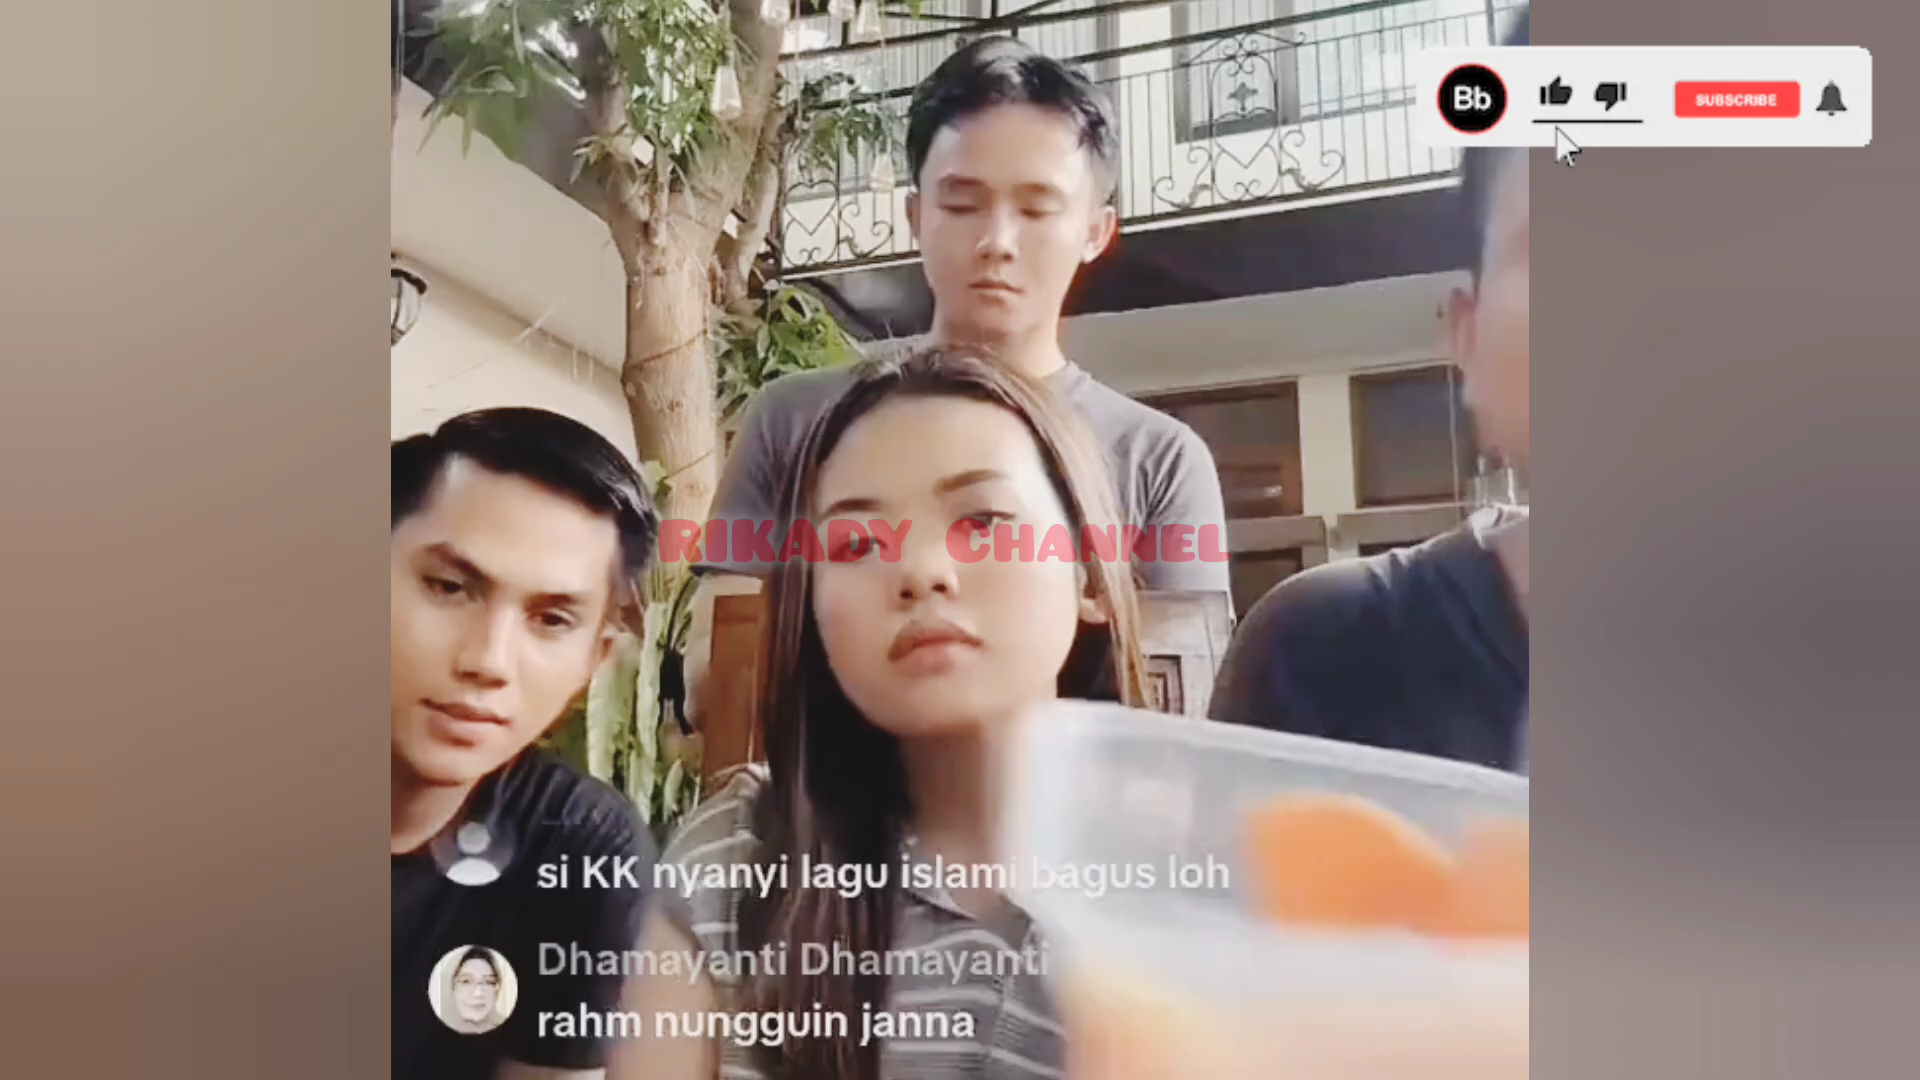 Bb
SUBSCRIBE
RIKADY CHANNEL
si KK nyanyi lagu islami bagus loh
Dhamayanti Dhamayanti
rahm nungguin janna